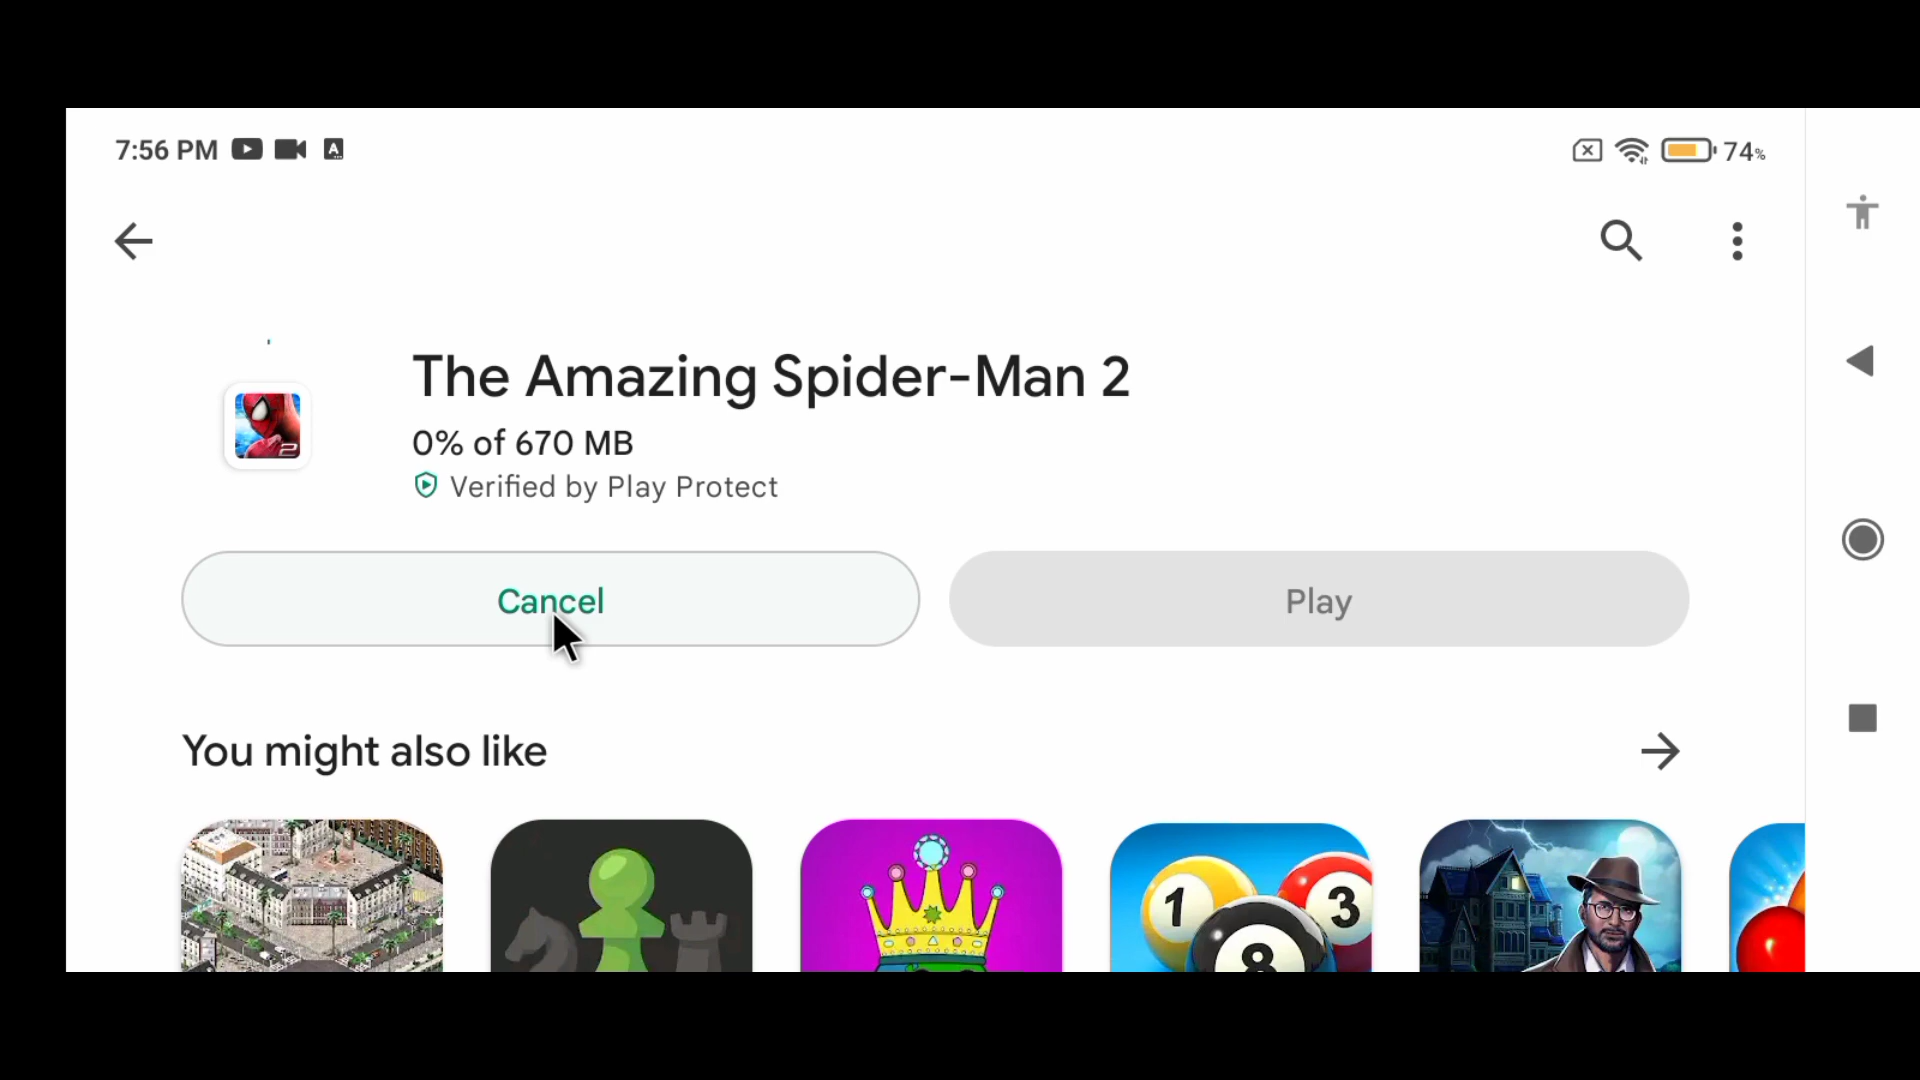 7:56 PM
74%
The Amazing Spider-Man 2
0% of 670 MB
Verified by Play Protect
Cancel
Play
You might also like
1
3
8